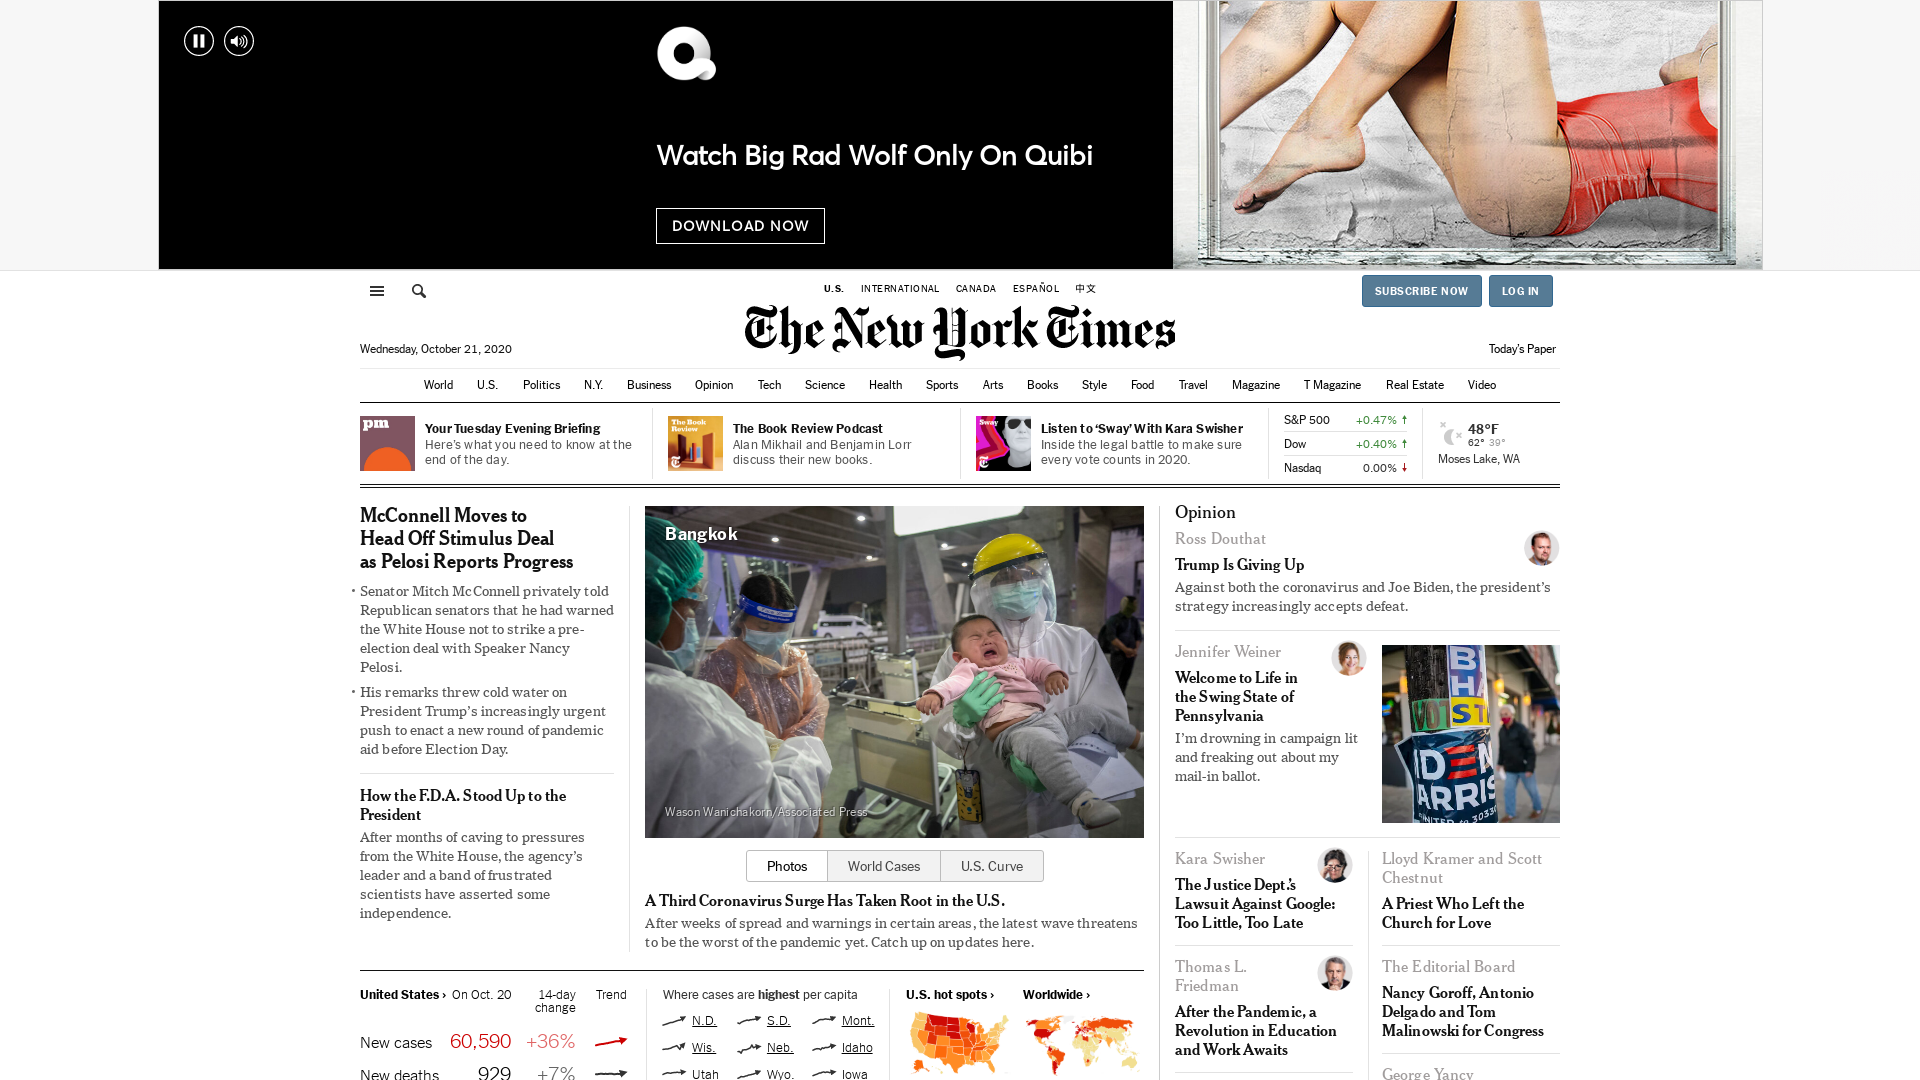 Watch Big Rad Wolf Only On Quibi
DOWNLOAD NOW
U.S. INTERNATIONAL CANADA ESPAÑOL 中文
SUBSCRIBE NOW LOG IN
The New York Times
Wednesday, October 21, 2020
Today's Paper
World U.S. Politics N.Y. Business Opinion Tech Science Health Sports Arts Books Style Food Travel Magazine T Magazine Real Estate Video
pm
Your Tuesday Evening Briefing
Here's what you need to know at the
end of the day.
The Book
Review
The Book Review Podcast
Alan Mikhail and Benjamin Lorr
discuss their new books.
Sway
Listen to ‘Sway’ With Kara Swisher
Inside the legal battle to make sure
every vote counts in 2020.
S&P 500 +0.47%
Dow +0.40%
Nasdaq 0.00%
48°F
62° 39°
Moses Lake, WA
McConnell Moves to
Head Off Stimulus Deal
as Pelosi Reports Progress
• Senator Mitch McConnell privately told
Republican senators that he had warned
the White House not to strike a pre-
election deal with Speaker Nancy
Pelosi.
• His remarks threw cold water on
President Trump's increasingly urgent
push to enact a new round of pandemic
aid before Election Day.
How the F.D.A. Stood Up to the
President
After months of caving to pressures
from the White House, the agency's
leader and a band of frustrated
scientists have asserted some
independence.
Bangkok
Wason Wanichakorn/Associated Press
Photos World Cases U.S. Curve
A Third Coronavirus Surge Has Taken Root in the U.S.
After weeks of spread and warnings in certain areas, the latest wave threatens
to be the worst of the pandemic yet. Catch up on updates here.
United States › On Oct. 20 14-day
change Trend
New cases 60,590 +36%
New deaths 929 +7%
Where cases are highest per capita
N.D. S.D. Mont.
Wis. Neb. Idaho
Utah Wyo. Iowa
U.S. hot spots › Worldwide ›
Opinion
Ross Douthat
Trump Is Giving Up
Against both the coronavirus and Joe Biden, the president's
strategy increasingly accepts defeat.
Jennifer Weiner
Welcome to Life in
the Swing State of
Pennsylvania
I'm drowning in campaign lit
and freaking out about my
mail-in ballot.
Kara Swisher
The Justice Dept.'s
Lawsuit Against Google:
Too Little, Too Late
Lloyd Kramer and Scott
Chestnut
A Priest Who Left the
Church for Love
Thomas L.
Friedman
After the Pandemic, a
Revolution in Education
and Work Awaits
The Editorial Board
Nancy Goroff, Antonio
Delgado and Tom
Malinowski for Congress
George Yancy